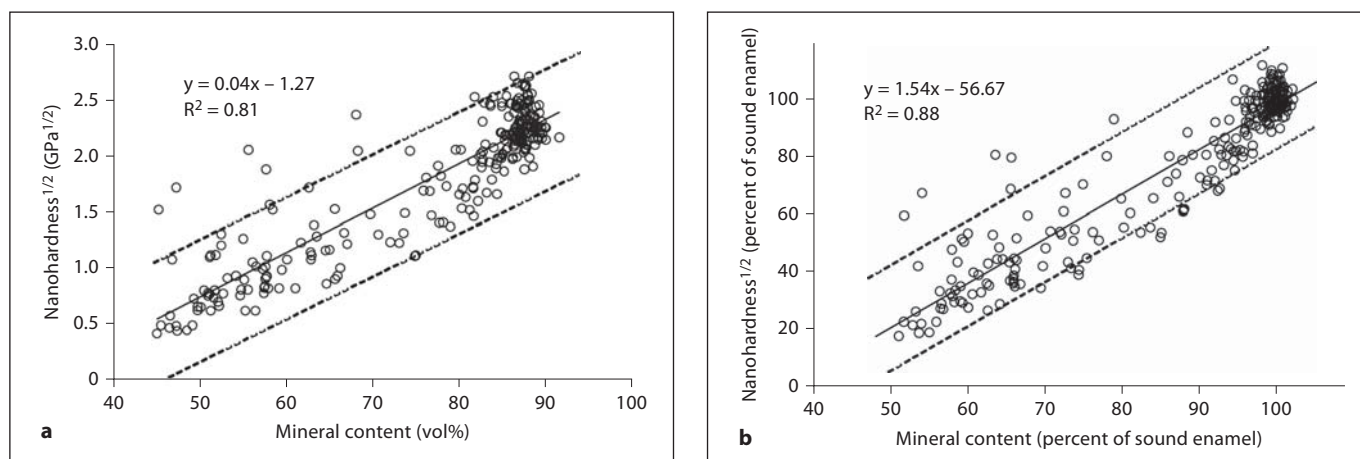 3.0
2.5
2.0
1.5
1.0
0.5
0
Nanohardness1/2 (GPa1/2)
y = 0.04x – 1.27
R2 = 0.81
40 50 60 70 80 90 100
Mineral content (vol%)
a
100
80
60
40
20
0
Nanohardness1/2 (percent of sound enamel)
y = 1.54x – 56.67
R2 = 0.88
40 50 60 70 80 90 100
Mineral content (percent of sound enamel)
b